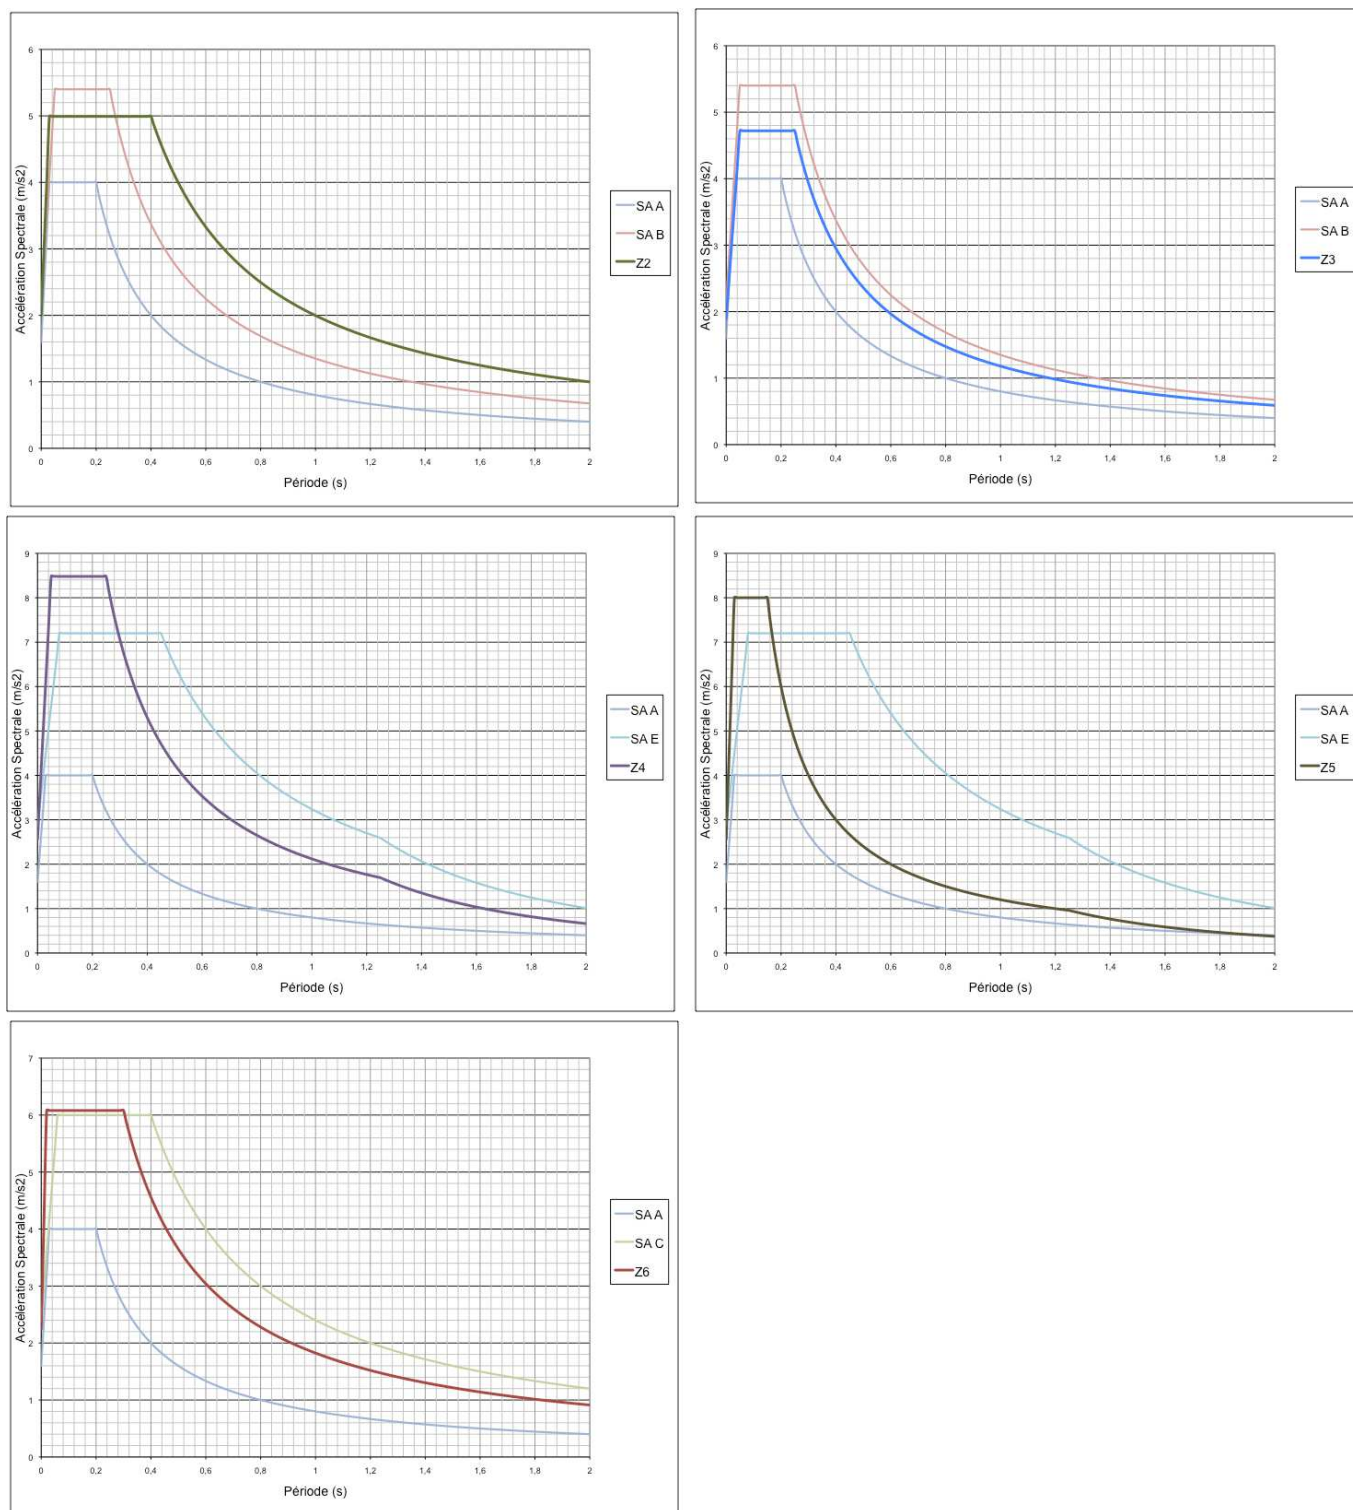 6
5
4
3
2
1
0
Accélération Spectrale (m/s2)
0 0,2 0,4 0,6 0,8 1 1,2 1,4 1,6 1,8 2
Période (s)
SA A
SA B
Z2
6
5
4
3
2
1
0
Accélération Spectrale (m/s2)
0 0,2 0,4 0,6 0,8 1 1,2 1,4 1,6 1,8 2
Période (s)
SA A
SA B
Z3
9
8
7
6
5
4
3
2
1
0
Accélération Spectrale (m/s2)
0 0,2 0,4 0,6 0,8 1 1,2 1,4 1,6 1,8 2
Période (s)
SA A
SA E
Z4
9
8
7
6
5
4
3
2
1
0
Accélération Spectrale (m/s2)
0 0,2 0,4 0,6 0,8 1 1,2 1,4 1,6 1,8 2
Période (s)
SA A
SA E
Z5
7
6
5
4
3
2
1
0
Accélération Spectrale (m/s2)
0 0,2 0,4 0,6 0,8 1 1,2 1,4 1,6 1,8 2
Période (s)
SA A
SA C
Z6